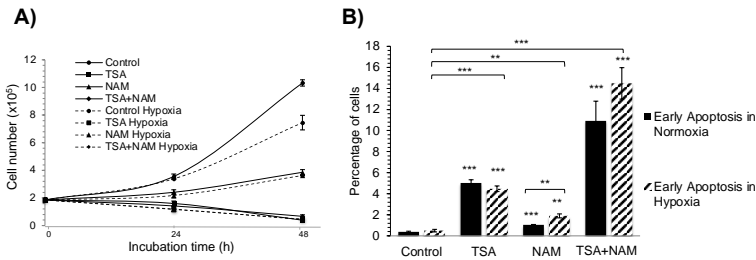 A)
Cell number (x10⁵)
12
10
8
6
4
2
0
0
24
48
Incubation time (h)
Control
TSA
NAM
TSA+NAM
Control Hypoxia
TSA Hypoxia
NAM Hypoxia
TSA+NAM Hypoxia
B)
Percentage of cells
18
16
14
12
10
8
6
4
2
0
***
**
***
***
***
***
***
**
**
***
***
Control
TSA
NAM
TSA+NAM
Early Apoptosis in
Normoxia
Early Apoptosis in
Hypoxia